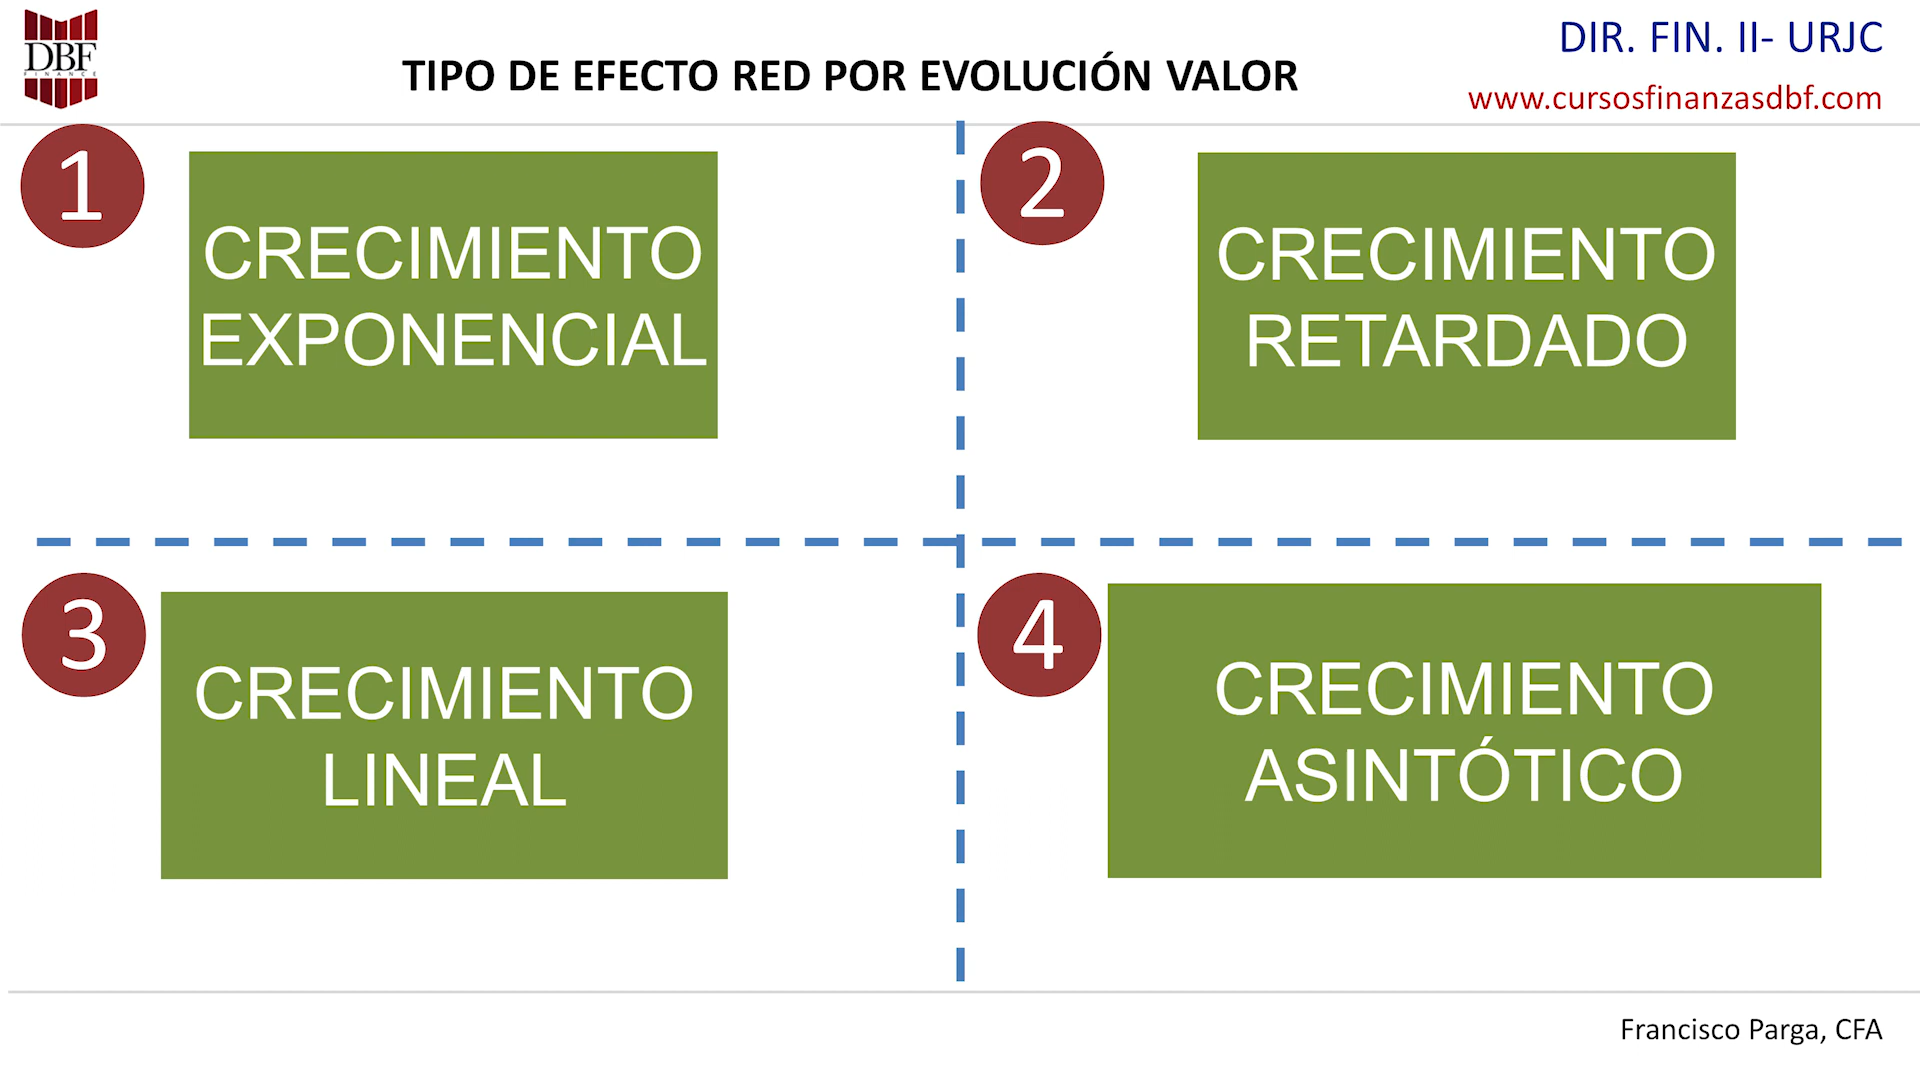 DBF
FINANCE
TIPO DE EFECTO RED POR EVOLUCIÓN VALOR
DIR. FIN. II- URJC
www.cursosfinanzasdbf.com
1
CRECIMIENTO
EXPONENCIAL
2
CRECIMIENTO
RETARDADO
3
CRECIMIENTO
LINEAL
4
CRECIMIENTO
ASINTÓTICO
Francisco Parga, CFA